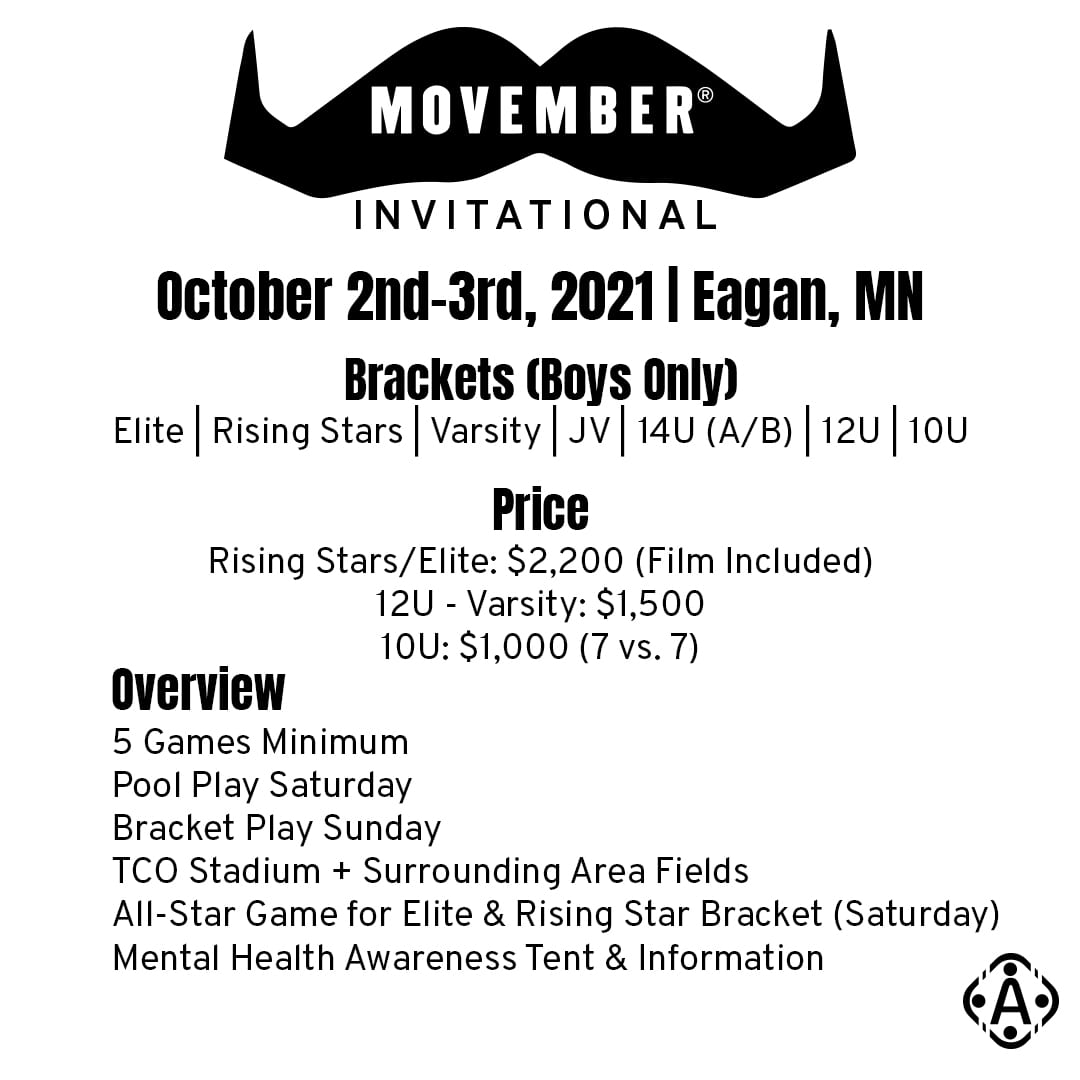 MOVEMBER®
INVITATIONAL
October 2nd-3rd, 2021 | Eagan, MN
Brackets (Boys Only)
Elite | Rising Stars | Varsity | JV | 14U (A/B) | 12U | 10U
Price
Rising Stars/Elite: $2,200 (Film Included)
12U - Varsity: $1,500
10U: $1,000 (7 vs. 7)
Overview
5 Games Minimum
Pool Play Saturday
Bracket Play Sunday
TCO Stadium + Surrounding Area Fields
All-Star Game for Elite & Rising Star Bracket (Saturday)
Mental Health Awareness Tent & Information
A